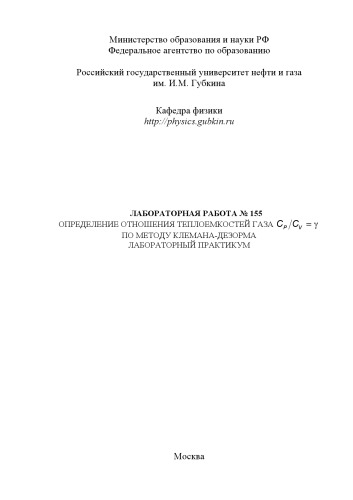 Министерство образования и науки РФ
Федеральное агентство по образованию
Российский государственный университет нефти и газа
им. И.М. Губкина
Кафедра физики
http://physics.gubkin.ru
ЛАБОРАТОРНАЯ РАБОТА № 155
ОПРЕДЕЛЕНИЕ ОТНОШЕНИЯ ТЕПЛОЕМКОСТЕЙ ГАЗА C_P/C_V = γ
ПО МЕТОДУ КЛЕМАНА-ДЕЗОРМА
ЛАБОРАТОРНЫЙ ПРАКТИКУМ
Москва